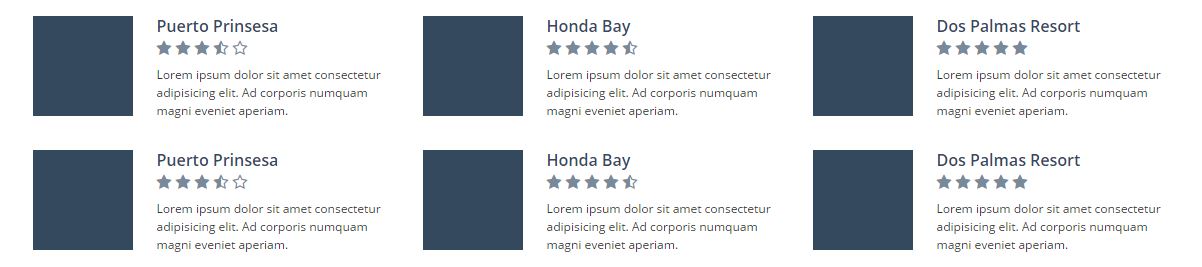 Puerto Prinsesa
Lorem ipsum dolor sit amet consectetur
adipisicing elit. Ad corporis numquam
magni eveniet aperiam.
Honda Bay
Lorem ipsum dolor sit amet consectetur
adipisicing elit. Ad corporis numquam
magni eveniet aperiam.
Dos Palmas Resort
Lorem ipsum dolor sit amet consectetur
adipisicing elit. Ad corporis numquam
magni eveniet aperiam.
Puerto Prinsesa
Lorem ipsum dolor sit amet consectetur
adipisicing elit. Ad corporis numquam
magni eveniet aperiam.
Honda Bay
Lorem ipsum dolor sit amet consectetur
adipisicing elit. Ad corporis numquam
magni eveniet aperiam.
Dos Palmas Resort
Lorem ipsum dolor sit amet consectetur
adipisicing elit. Ad corporis numquam
magni eveniet aperiam.